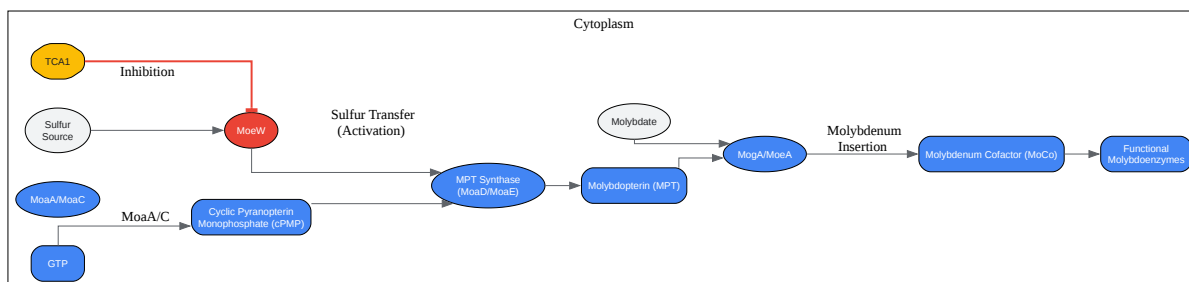 Cytoplasm
TCA1
Inhibition
Sulfur
Source
MoeW
Sulfur Transfer
(Activation)
Molybdate
MogA/MoeA
Molybdenum
Insertion
Molybdenum Cofactor (MoCo)
Functional
Molybdoenzymes
MPT Synthase
(MoaD/MoaE)
Molybdopterin (MPT)
MoaA/MoaC
MoaA/C
Cyclic Pyranopterin
Monophosphate (cPMP)
GTP